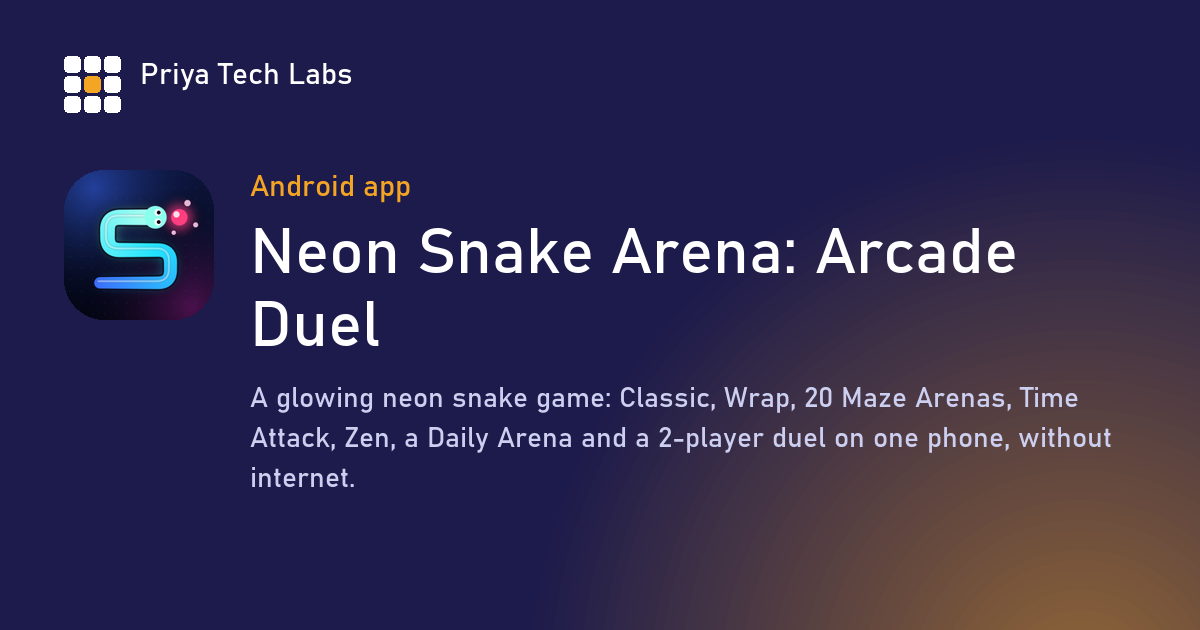 Priya Tech Labs
Android app
Neon Snake Arena: Arcade
Duel
A glowing neon snake game: Classic, Wrap, 20 Maze Arenas, Time
Attack, Zen, a Daily Arena and a 2-player duel on one phone, without
internet.